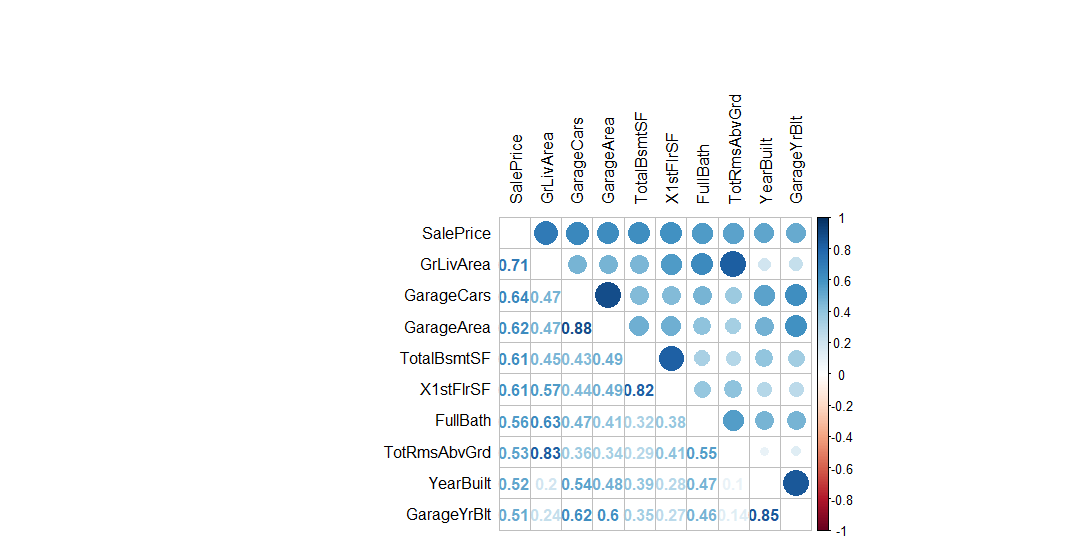 SalePrice GrLivArea GarageCars GarageArea TotalBsmtSF X1stFlrSF FullBath TotRmsAbvGrd YearBuilt GarageYrBlt
SalePrice
GrLivArea 0.71
GarageCars 0.64 0.47
GarageArea 0.62 0.47 0.88
TotalBsmtSF 0.61 0.45 0.43 0.49
X1stFlrSF 0.61 0.57 0.44 0.49 0.82
FullBath 0.56 0.63 0.47 0.41 0.32 0.38
TotRmsAbvGrd 0.53 0.83 0.36 0.34 0.29 0.41 0.55
YearBuilt 0.52 0.2 0.54 0.48 0.39 0.28 0.47 0.1
GarageYrBlt 0.51 0.24 0.62 0.6 0.35 0.27 0.46 0.14 0.85
1
0.8
0.6
0.4
0.2
0
-0.2
-0.4
-0.6
-0.8
-1